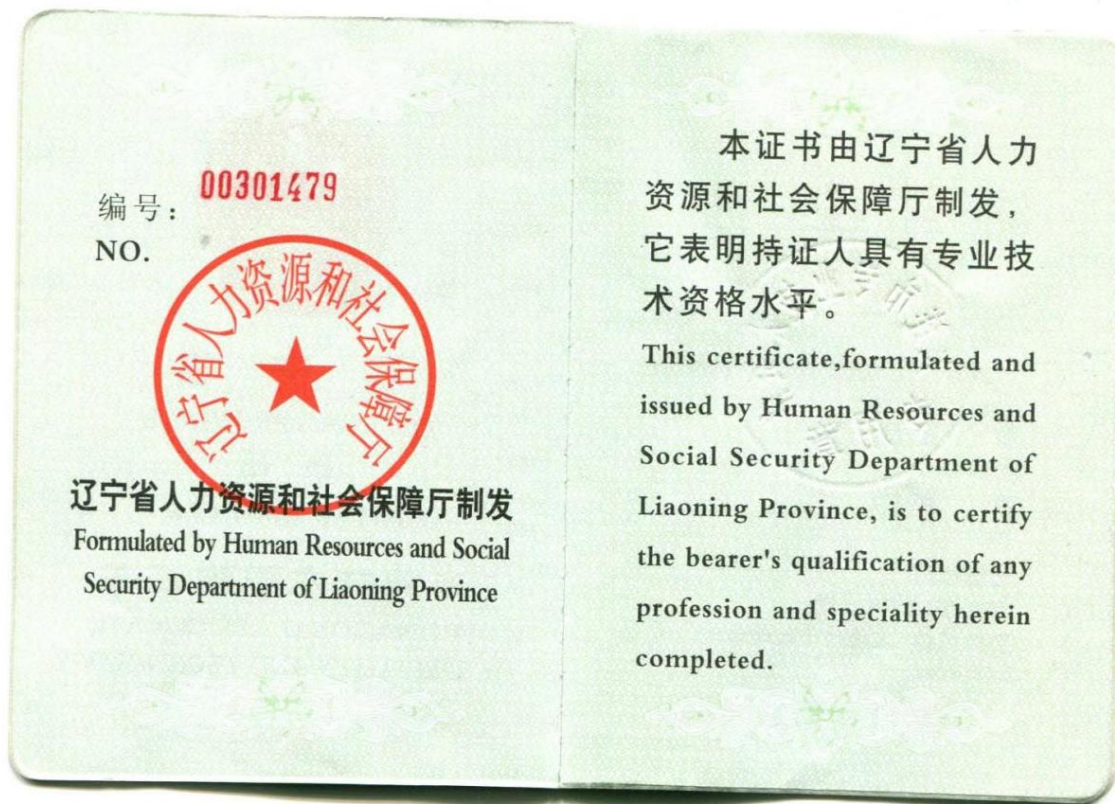 编号：
00301479
NO.
辽宁省人力资源和社会保障厅
辽宁省人力资源和社会保障厅制发
Formulated by Human Resources and Social
Security Department of Liaoning Province
本证书由辽宁省人力
资源和社会保障厅制发，
它表明持证人具有专业技
术资格水平。
This certificate,formulated and
issued by Human Resources and
Social Security Department of
Liaoning Province, is to certify
the bearer's qualification of any
profession and speciality herein
completed.